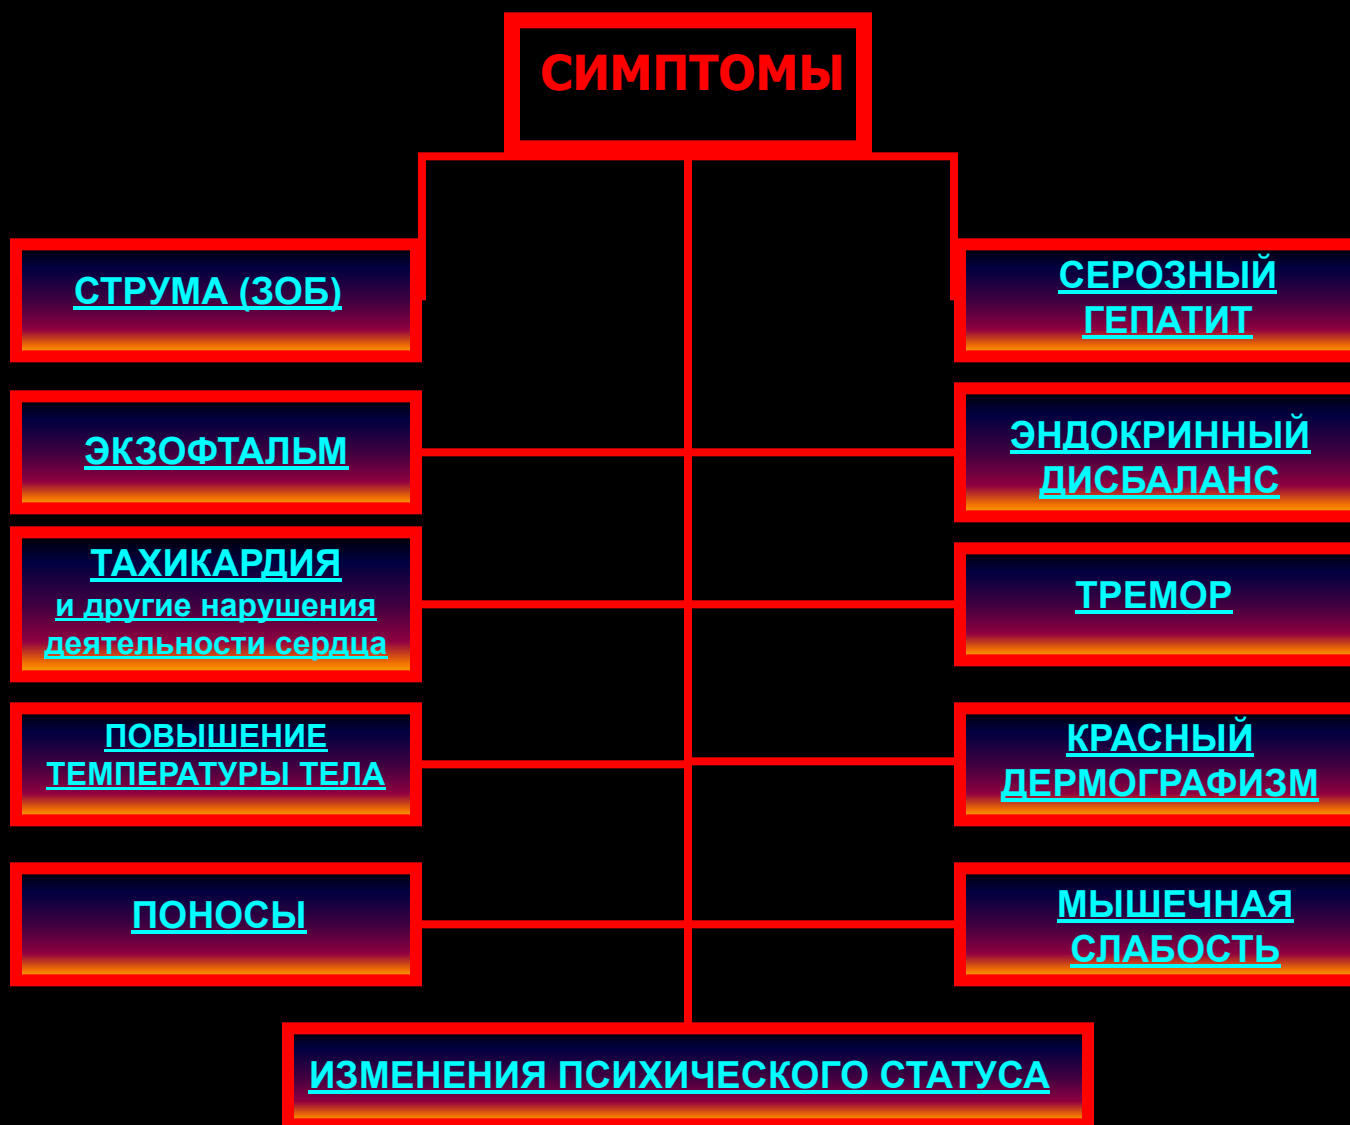 СИМПТОМЫ
СТРУМА (ЗОБ)
ЭКЗОФТАЛЬМ
ТАХИКАРДИЯ
и другие нарушения
деятельности сердца
ПОВЫШЕНИЕ
ТЕМПЕРАТУРЫ ТЕЛА
ПОНОСЫ
СЕРОЗНЫЙ
ГЕПАТИТ
ЭНДОКРИННЫЙ
ДИСБАЛАНС
ТРЕМОР
КРАСНЫЙ
ДЕРМОГРАФИЗМ
МЫШЕЧНАЯ
СЛАБОСТЬ
ИЗМЕНЕНИЯ ПСИХИЧЕСКОГО СТАТУСА